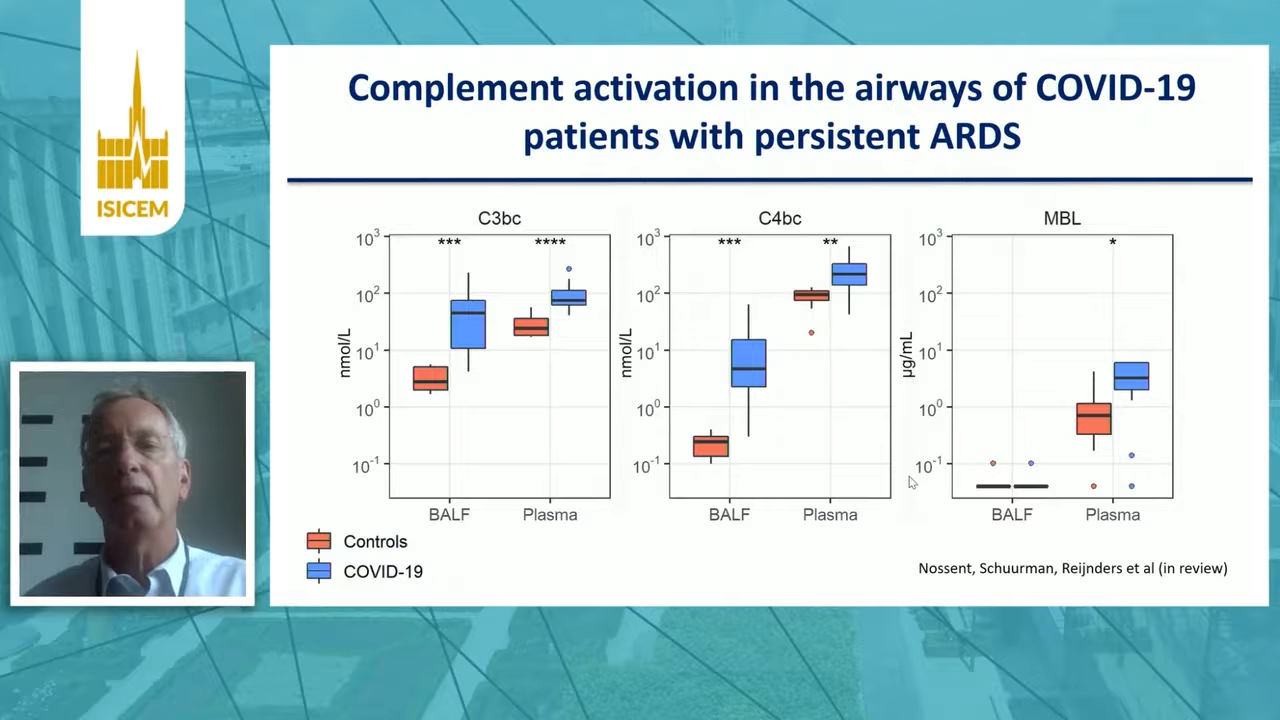 ISICEM
Complement activation in the airways of COVID-19
patients with persistent ARDS
C3bc
C4bc
MBL
nmol/L
10³
10²
10¹
10⁰
10⁻¹
***
****
BALF
Plasma
nmol/L
10³
10²
10¹
10⁰
10⁻¹
***
**
BALF
Plasma
µg/mL
10³
10²
10¹
10⁰
10⁻¹
*
BALF
Plasma
Controls
COVID-19
Nossent, Schuurman, Reijnders et al (in review)